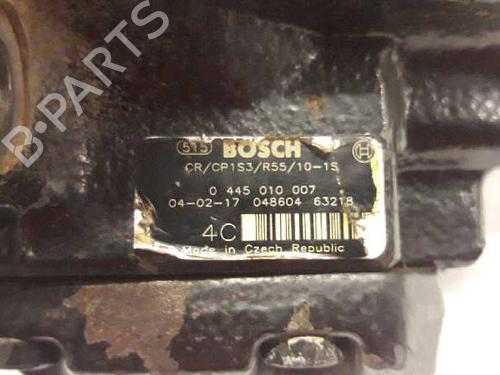 515 BOSCH
CR/CP1S3/R55/10-1S
0 445 010 007
04-02-17 048604 63218
4C
Made in Czech Republic
B-PARTS